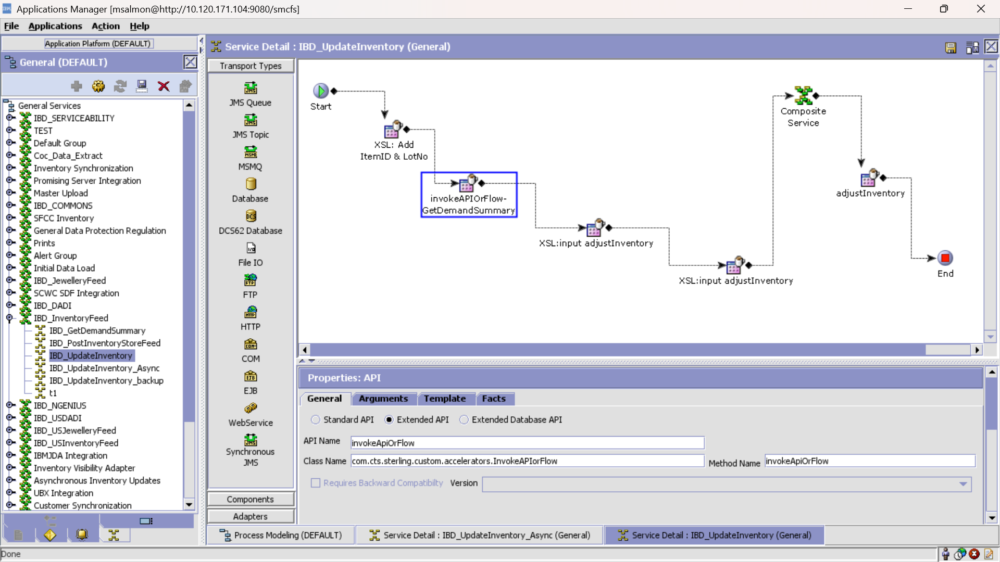 Applications Manager [msalmon@http://10.120.171.104:9080/smcfs]
File Applications Action Help
Application Platform (DEFAULT)
General (DEFAULT)
General Services
IBD_SERVICEABILITY
TEST
Default Group
Coc_Data_Extract
Inventory Synchronization
Promising Server Integration
Master Upload
IBD_COMMONS
SFCC Inventory
General Data Protection Regulation
Prints
Alert Group
Initial Data Load
IBD_JewelleryFeed
SCWC SDF Integration
IBD_DADI
IBD_InventoryFeed
IBD_GetDemandSummary
IBD_PostInventoryStoreFeed
IBD_UpdateInventory
IBD_UpdateInventory_Async
IBD_UpdateInventory_backup
t1
IBD_NGENIUS
IBD_USDADI
IBD_USJewelleryFeed
IBD_USInventoryFeed
IBMJDA Integration
Inventory Visibility Adapter
Asynchronous Inventory Updates
UBX Integration
Customer Synchronization
Service Detail : IBD_UpdateInventory (General)
Transport Types
JMS Queue
JMS Topic
MSMQ
Database
DCS62 Database
File IO
FTP
HTTP
COM
EJB
WebService
Synchronous
JMS
Components
Adapters
Start
XSL: Add
ItemID & LotNo
invokeAPIOrFlow-
GetDemandSummary
XSL:input adjustInventory
XSL:input adjustInventory
Composite
Service
adjustInventory
End
Properties: API
General Arguments Template Facts
Standard API Extended API Extended Database API
API Name invokeApiOrFlow
Class Name com.cts.sterling.custom.accelerators.InvokeAPIorFlow Method Name invokeApiOrFlow
Requires Backward Compatibilty Version
Process Modeling (DEFAULT) Service Detail : IBD_UpdateInventory_Async (General) Service Detail : IBD_UpdateInventory (General)
Done